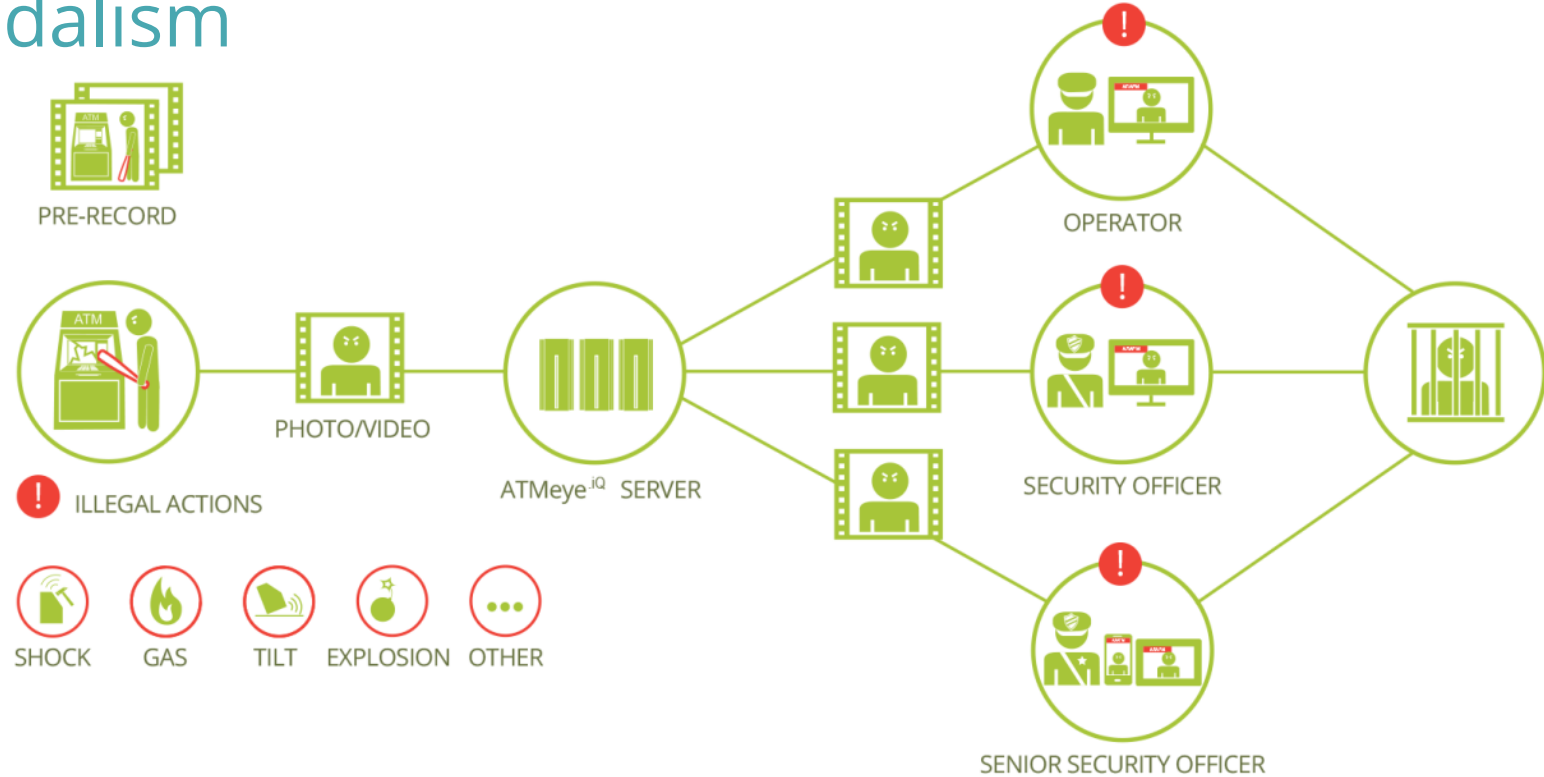 dalism
ATM
PRE-RECORD
ATM
PHOTO/VIDEO
ATMeye.iQ SERVER
ILLEGAL ACTIONS
SHOCK
GAS
TILT
EXPLOSION
OTHER
!
OPERATOR
!
SECURITY OFFICER
!
SENIOR SECURITY OFFICER
!